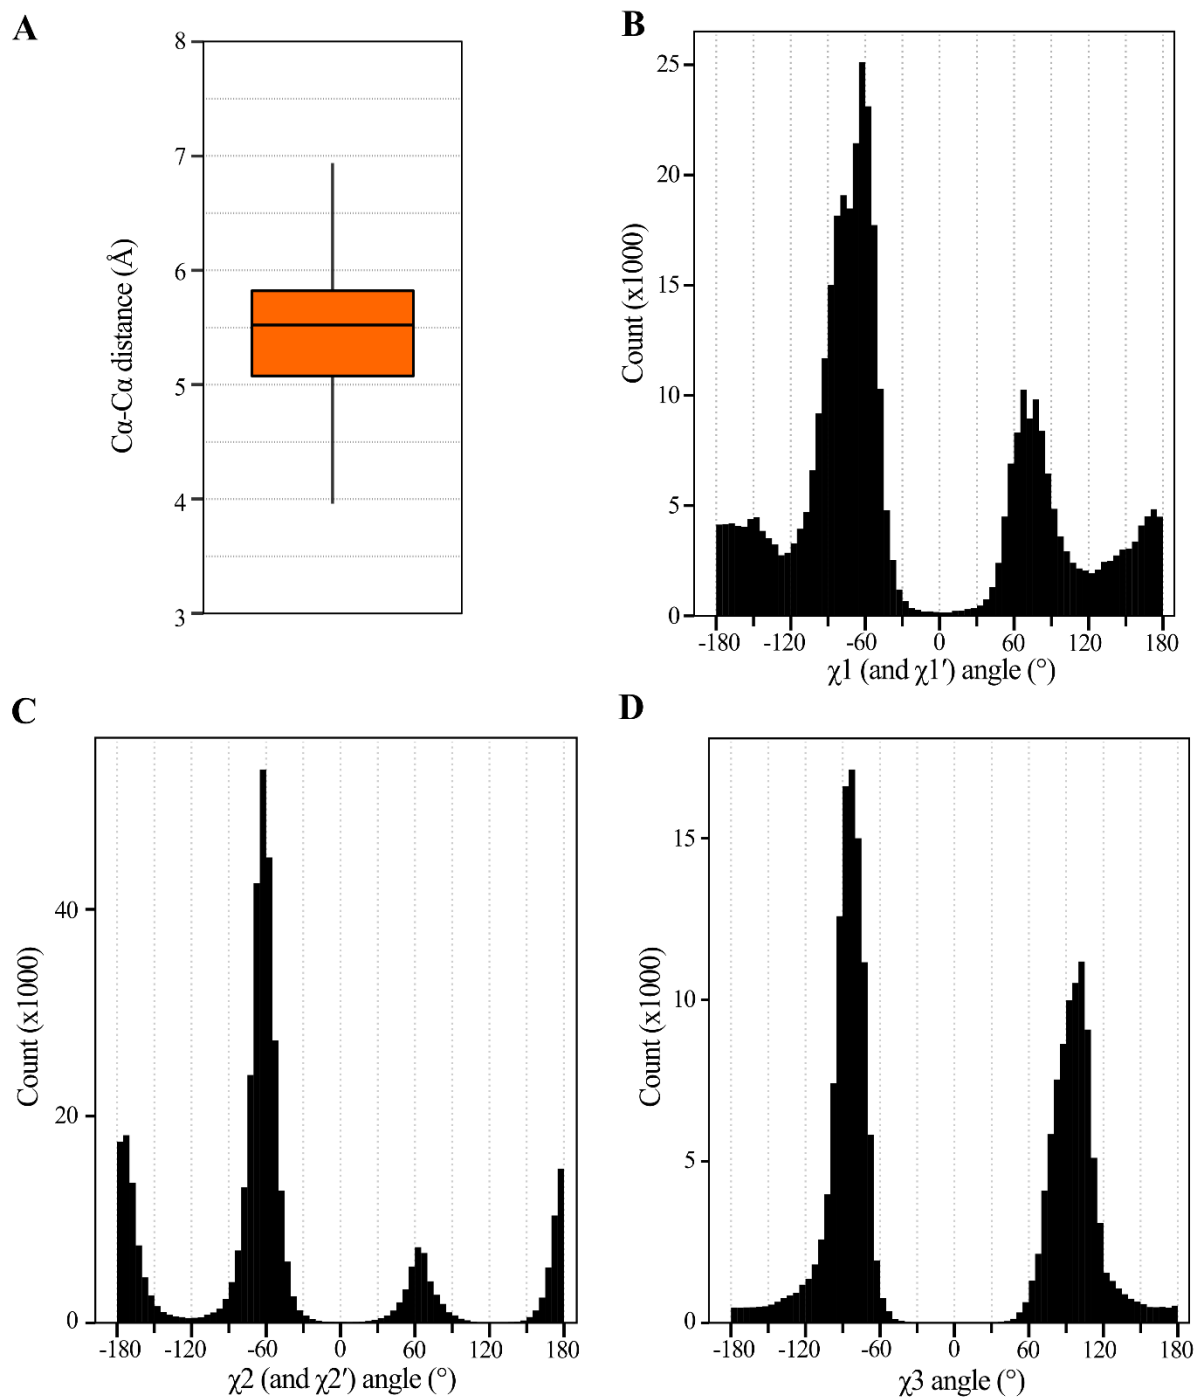 A
8
7
6
5
4
3
Cα-Cα distance (Å)
B
25
20
15
10
5
0
Count (x1000)
-180 -120 -60 0 60 120 180
χ1 (and χ1′) angle (°)
C
40
20
0
Count (x1000)
-180 -120 -60 0 60 120 180
χ2 (and χ2′) angle (°)
D
15
10
5
0
Count (x1000)
-180 -120 -60 0 60 120 180
χ3 angle (°)